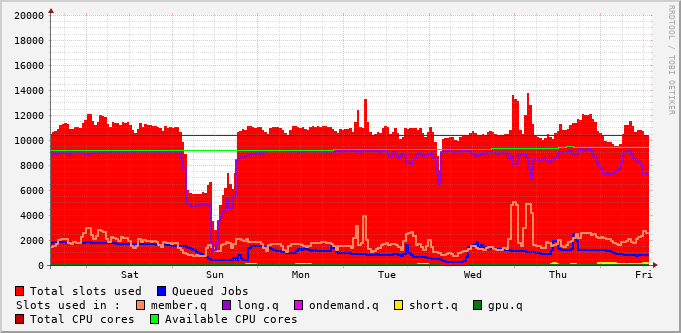 20000
18000
16000
14000
12000
10000
8000
6000
4000
2000
0
Sat Sun Mon Tue Wed Thu Fri
RRDTOOL / TOBI OETIKER
Total slots used Queued Jobs
Slots used in : member.q long.q ondemand.q short.q gpu.q
Total CPU cores Available CPU cores